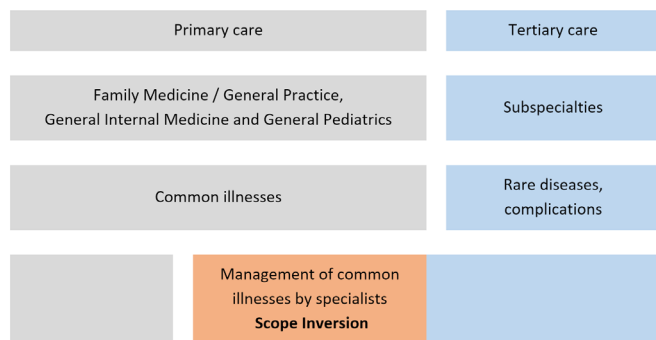 Primary care
Tertiary care
Family Medicine / General Practice,
General Internal Medicine and General Pediatrics
Subspecialties
Common illnesses
Rare diseases,
complications
Management of common
illnesses by specialists
Scope Inversion